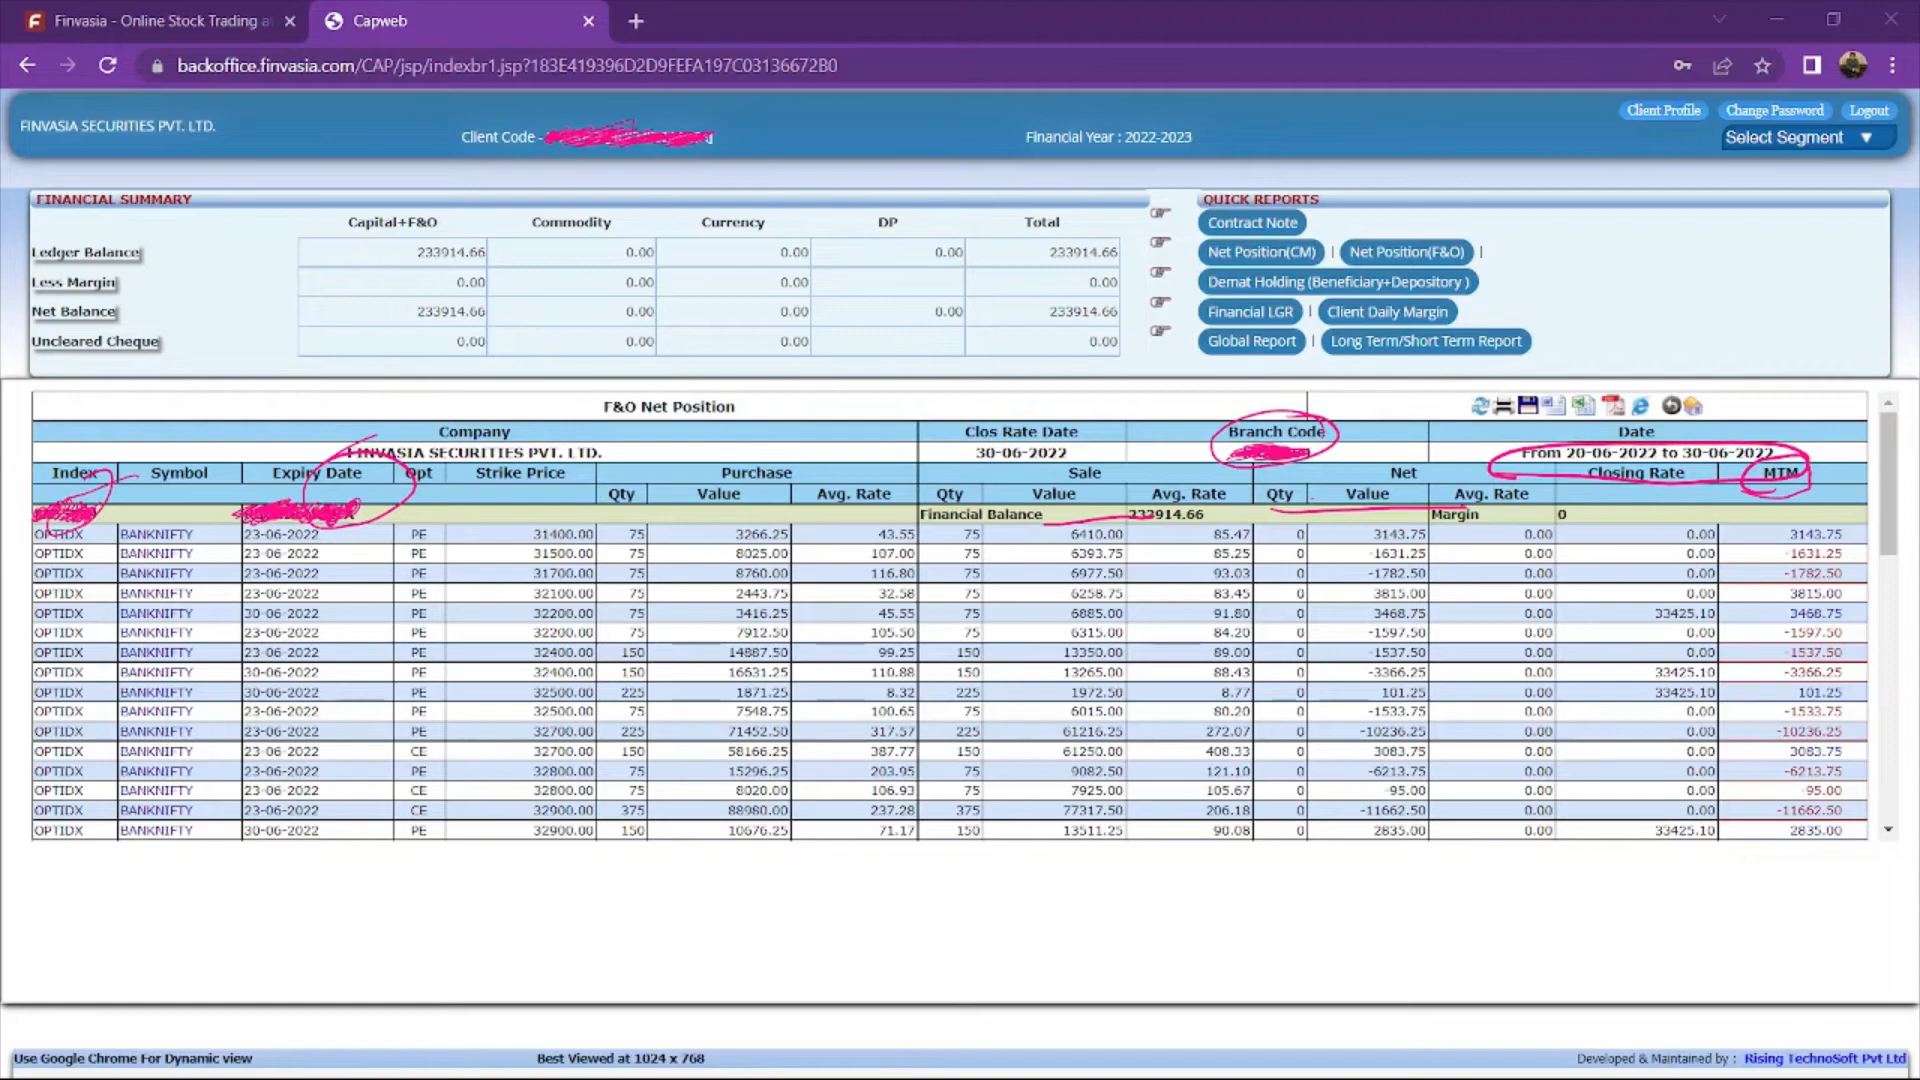 Finvasia - Online Stock Trading a
Capweb
backoffice.finvasia.com/CAP/jsp/indexbr1.jsp?183E419396D2D9FEFA197C03136672B0
FINVASIA SECURITIES PVT. LTD.
Client Code -
Financial Year : 2022-2023
Client Profile Change Password Logout
Select Segment
FINANCIAL SUMMARY
Capital+F&O Commodity Currency DP Total
Ledger Balance 233914.66 0.00 0.00 0.00 233914.66
Less Margin 0.00 0.00 0.00 0.00
Net Balance 233914.66 0.00 0.00 0.00 233914.66
Uncleared Cheque 0.00 0.00 0.00 0.00
QUICK REPORTS
Contract Note
Net Position(CM) | Net Position(F&O) |
Demat Holding (Beneficiary+Depository )
Financial LGR | Client Daily Margin
Global Report | Long Term/Short Term Report
F&O Net Position
Company Clos Rate Date Branch Code Date
FINVASIA SECURITIES PVT. LTD. 30-06-2022 From 20-06-2022 to 30-06-2022
Index Symbol Expiry Date Opt Strike Price Purchase Sale Net Closing Rate MTM
Qty Value Avg. Rate Qty Value Avg. Rate Qty Value Avg. Rate
Financial Balance 233914.66 Margin 0
OPTIDX BANKNIFTY 23-06-2022 PE 31400.00 75 3266.25 43.55 75 6410.00 85.47 0 3143.75 0.00 0.00 3143.75
OPTIDX BANKNIFTY 23-06-2022 PE 31500.00 75 8025.00 107.00 75 6393.75 85.25 0 -1631.25 0.00 0.00 -1631.25
OPTIDX BANKNIFTY 23-06-2022 PE 31700.00 75 8760.00 116.80 75 6977.50 93.03 0 -1782.50 0.00 0.00 -1782.50
OPTIDX BANKNIFTY 23-06-2022 PE 32100.00 75 2443.75 32.58 75 6258.75 83.45 0 3815.00 0.00 0.00 3815.00
OPTIDX BANKNIFTY 30-06-2022 PE 32200.00 75 3416.25 45.55 75 6885.00 91.80 0 3468.75 0.00 33425.10 3468.75
OPTIDX BANKNIFTY 23-06-2022 PE 32200.00 75 7912.50 105.50 75 6315.00 84.20 0 -1597.50 0.00 0.00 -1597.50
OPTIDX BANKNIFTY 23-06-2022 PE 32400.00 150 14887.50 99.25 150 13350.00 89.00 0 -1537.50 0.00 0.00 -1537.50
OPTIDX BANKNIFTY 30-06-2022 PE 32400.00 150 16631.25 110.88 150 13265.00 88.43 0 -3366.25 0.00 33425.10 -3366.25
OPTIDX BANKNIFTY 30-06-2022 PE 32500.00 225 1871.25 8.32 225 1972.50 8.77 0 101.25 0.00 33425.10 101.25
OPTIDX BANKNIFTY 23-06-2022 PE 32500.00 75 7548.75 100.65 75 6015.00 80.20 0 -1533.75 0.00 0.00 -1533.75
OPTIDX BANKNIFTY 23-06-2022 PE 32700.00 225 71452.50 317.57 225 61216.25 272.07 0 -10236.25 0.00 0.00 -10236.25
OPTIDX BANKNIFTY 23-06-2022 CE 32700.00 150 58166.25 387.77 150 61250.00 408.33 0 3083.75 0.00 0.00 3083.75
OPTIDX BANKNIFTY 23-06-2022 PE 32800.00 75 15296.25 203.95 75 9082.50 121.10 0 -6213.75 0.00 0.00 -6213.75
OPTIDX BANKNIFTY 23-06-2022 CE 32800.00 75 8020.00 106.93 75 7925.00 105.67 0 -95.00 0.00 0.00 -95.00
OPTIDX BANKNIFTY 23-06-2022 CE 32900.00 375 88980.00 237.28 375 77317.50 206.18 0 -11662.50 0.00 0.00 -11662.50
OPTIDX BANKNIFTY 30-06-2022 PE 32900.00 150 10676.25 71.17 150 13511.25 90.08 0 2835.00 0.00 33425.10 2835.00
Use Google Chrome For Dynamic view
Best Viewed at 1024 x 768
Developed & Maintained by : Rising TechnoSoft Pvt Ltd